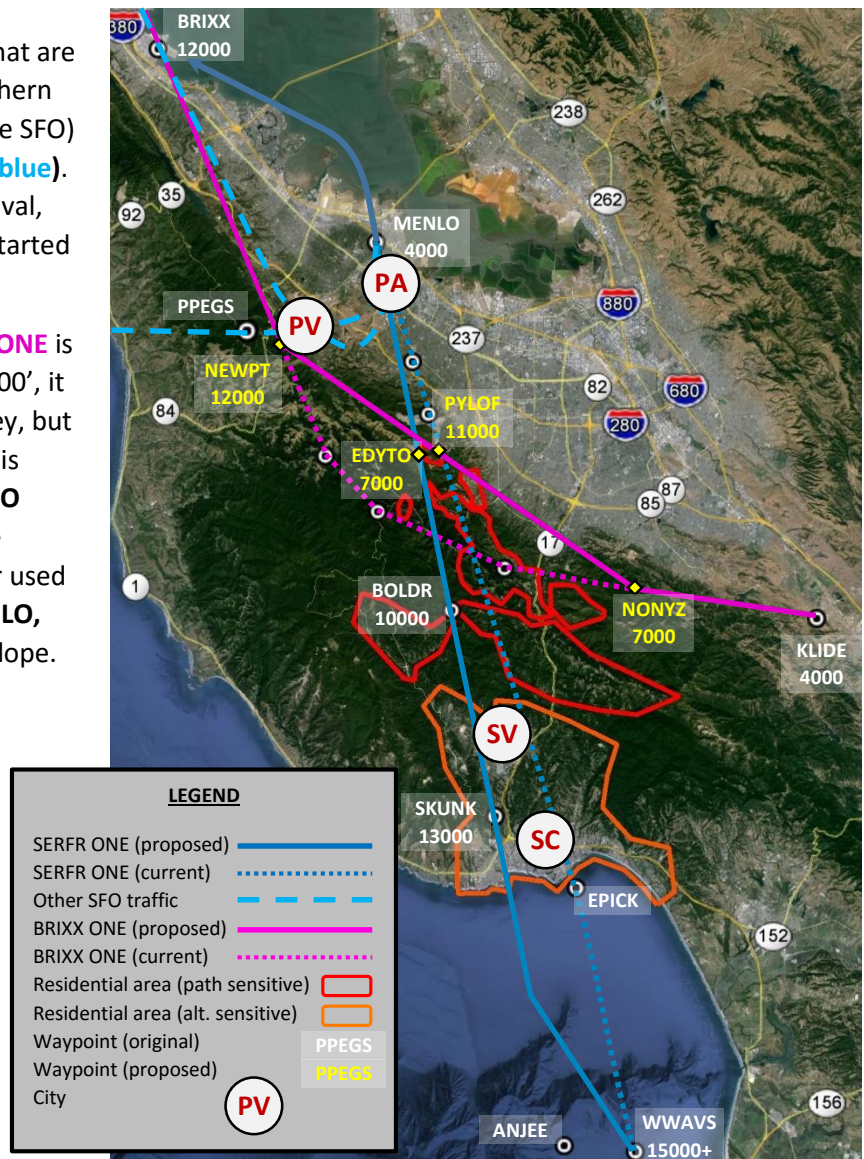 hat are
hern
e SFO)
blue).
val,
tarted
ONE is
00’, it
ey, but
is
O
r used
LO,
lope.
380
BRIXX
12000
238
35
92
262
MENLO
4000
PA
880
PPEGS
PV
237
NEWPT
12000
82
680
84
PYLOF
11000
280
EDYTO
7000
87
85
17
1
BOLDR
10000
NONYZ
7000
KLIDE
4000
SV
SKUNK
13000
SC
EPICK
152
156
ANJEE
WWAVS
15000+
LEGEND
SERFR ONE (proposed)
SERFR ONE (current)
Other SFO traffic
BRIXX ONE (proposed)
BRIXX ONE (current)
Residential area (path sensitive)
Residential area (alt. sensitive)
Waypoint (original) PPEGS
Waypoint (proposed) PPEGS
City PV